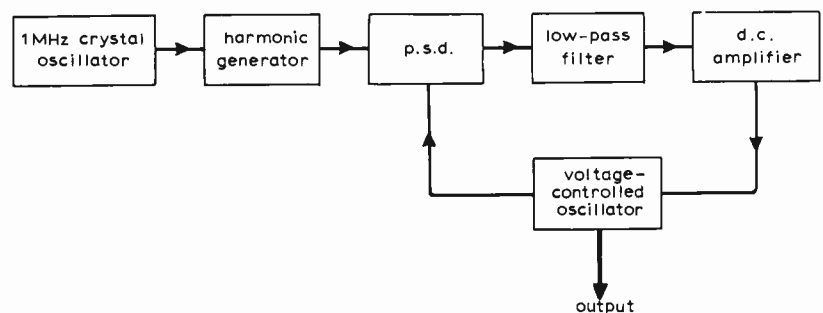 1MHz crystal
oscillator
harmonic
generator
p.s.d.
low-pass
filter
d.c.
amplifier
voltage-
controlled
oscillator
output